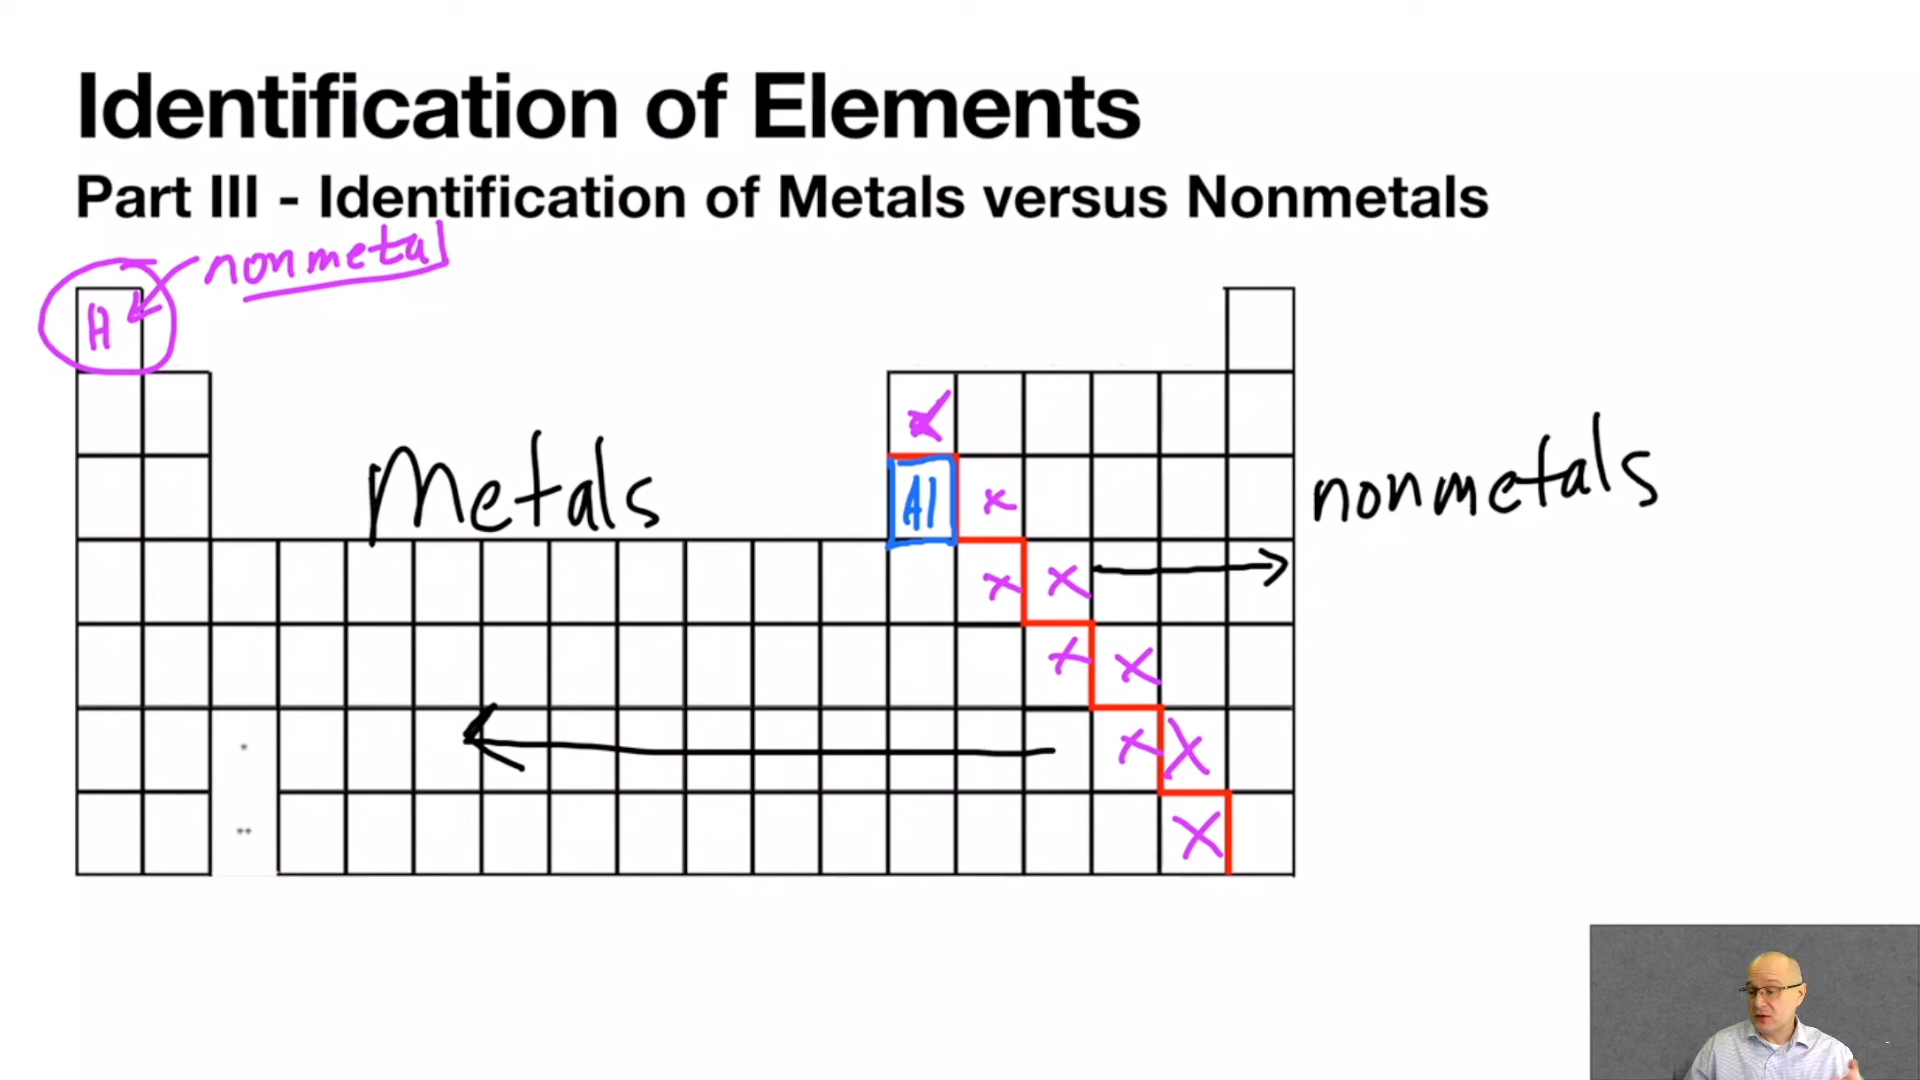 Identification of Elements
Part III - Identification of Metals versus Nonmetals
nonmetal
H
Metals
Al
nonmetals
*
**